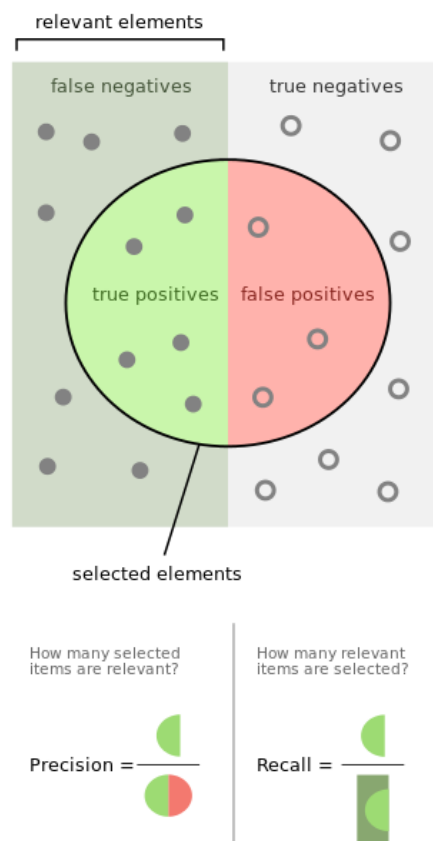 relevant elements
false negatives
true negatives
true positives
false positives
selected elements
How many selected
items are relevant?
How many relevant
items are selected?
Precision =
Recall =